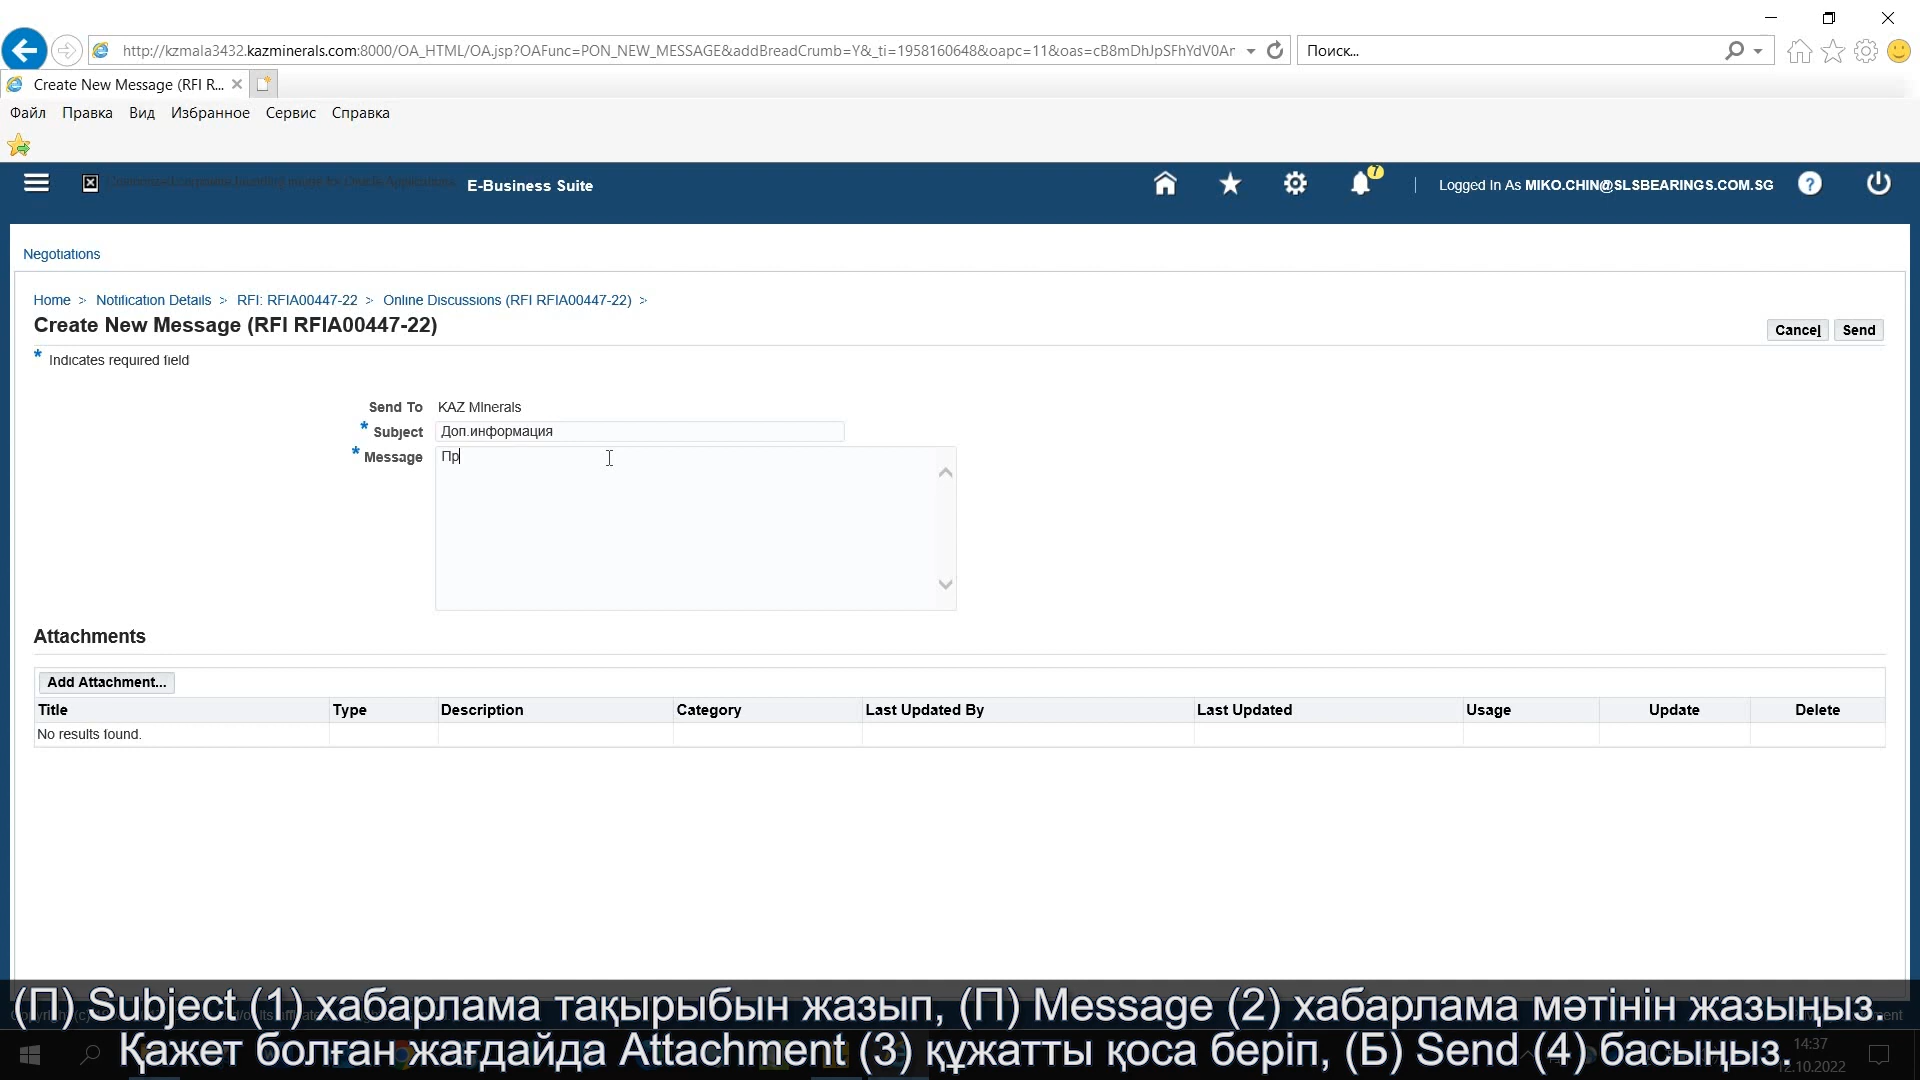 http://kzmala3432.kazminerals.com:8000/OA_HTML/OA.jsp?OAFunc=PON_NEW_MESSAGE&addBreadCrumb=Y&_ti=1958160648&oapc=11&oas=cB8mDhJpSFhYdV0Ar
Поиск...
Create New Message (RFI R...
Файл Правка Вид Избранное Сервис Справка
E-Business Suite
7
Logged In As MIKO.CHIN@SLSBEARINGS.COM.SG
Negotiations
Home > Notification Details > RFI: RFIA00447-22 > Online Discussions (RFI RFIA00447-22) >
Create New Message (RFI RFIA00447-22)
Cancel Send
* Indicates required field
Send To KAZ Minerals
* Subject Доп.информация
* Message Пр
Attachments
Add Attachment...
Title Type Description Category Last Updated By Last Updated Usage Update Delete
No results found.
(П) Subject (1) хабарлама тақырыбын жазып, (П) Message (2) хабарлама мәтінін жазыңыз.
Қажет болған жағдайда Attachment (3) құжатты қоса беріп, (Б) Send (4) басыңыз.
14:37
12.10.2022